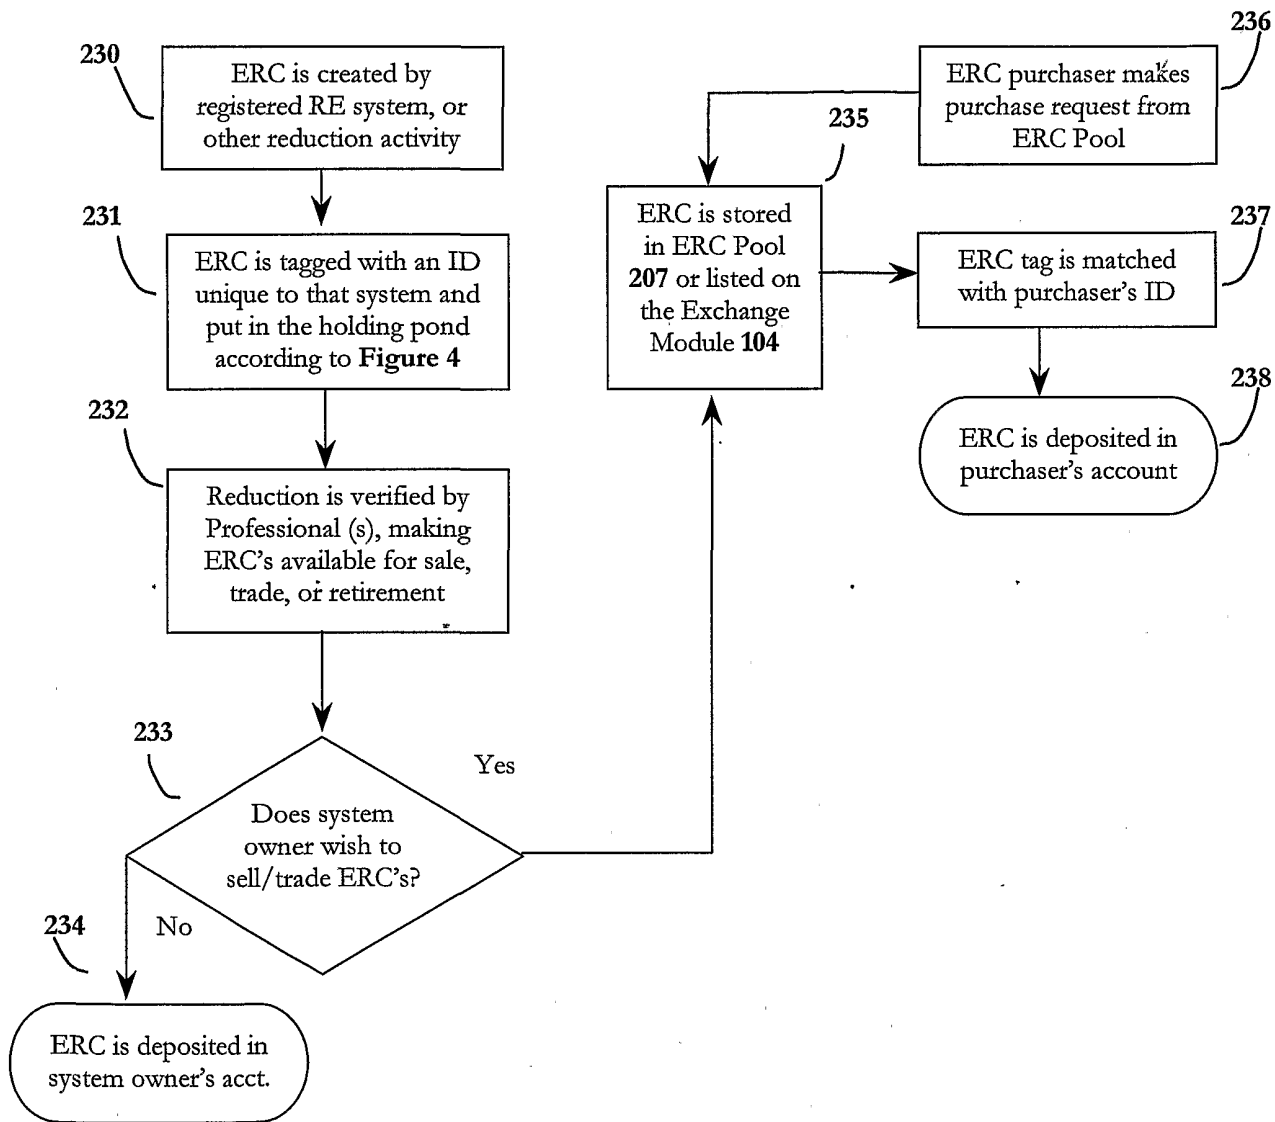 230
ERC is created by
registered RE system, or
other reduction activity
231
ERC is tagged with an ID
unique to that system and
put in the holding pond
according to Figure 4
232
Reduction is verified by
Professional (s), making
ERC's available for sale,
trade, or retirement
233
Does system
owner wish to
sell/trade ERC's?
Yes
No
234
ERC is deposited in
system owner's acct.
235
ERC is stored
in ERC Pool
207 or listed on
the Exchange
Module 104
236
ERC purchaser makes
purchase request from
ERC Pool
237
ERC tag is matched
with purchaser's ID
238
ERC is deposited in
purchaser's account